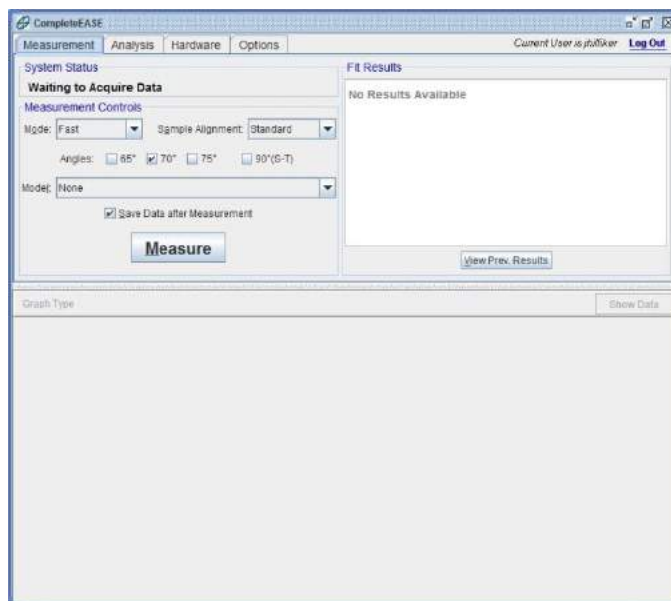 CompleteEASE
Measurement Analysis Hardware Options
Current User is jhilfiker Log Out
System Status
Waiting to Acquire Data
Measurement Controls
Mode: Fast Sample Alignment: Standard
Angles: 65° 70° 75° 90°(S-T)
Model: None
Save Data after Measurement
Measure
Fit Results
No Results Available
View Prev. Results
Graph Type Show Data